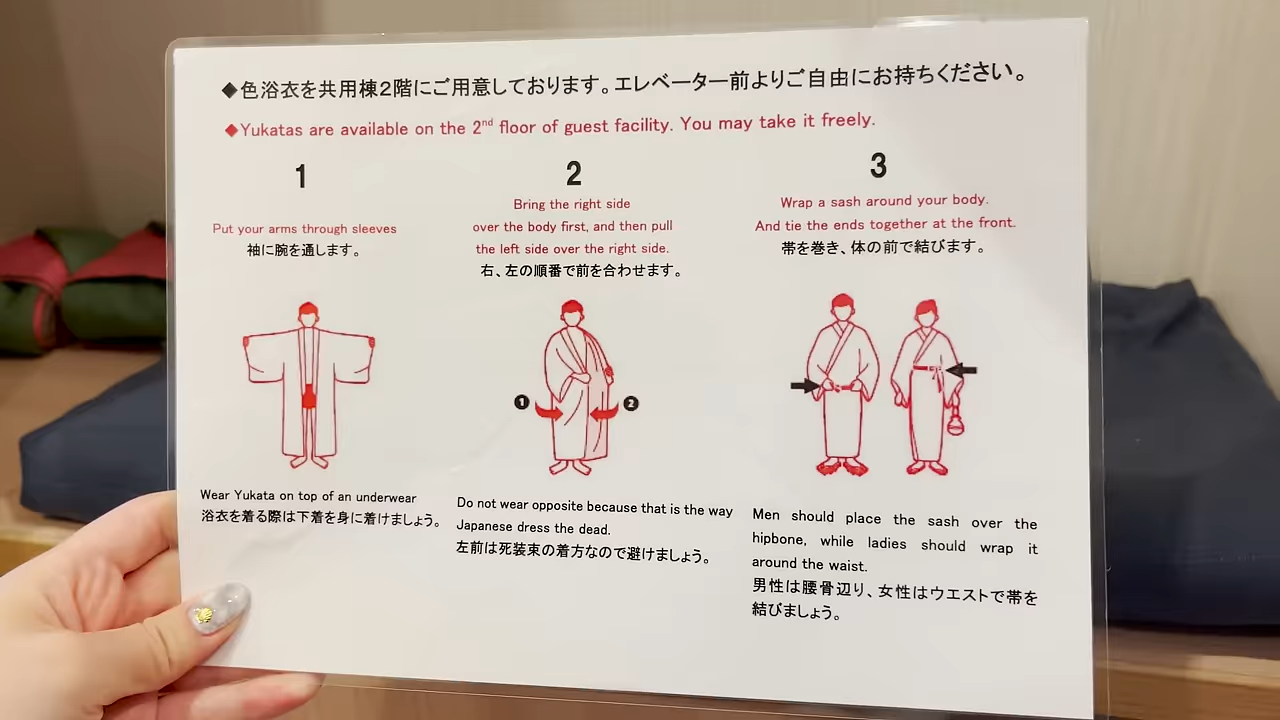 ◆色浴衣を共用棟2階にご用意しております。エレベーター前よりご自由にお持ちください。
◆Yukatas are available on the 2nd floor of guest facility. You may take it freely.
1
Put your arms through sleeves
袖に腕を通します。
Wear Yukata on top of an underwear
浴衣を着る際は下着を身に着けましょう。
2
Bring the right side
over the body first, and then pull
the left side over the right side.
右、左の順番で前を合わせます。
1
2
Do not wear opposite because that is the way
Japanese dress the dead.
左前は死装束の着方なので避けましょう。
3
Wrap a sash around your body.
And tie the ends together at the front.
帯を巻き、体の前で結びます。
Men should place the sash over the
hipbone, while ladies should wrap it
around the waist.
男性は腰骨辺り、女性はウエストで帯を
結びましょう。